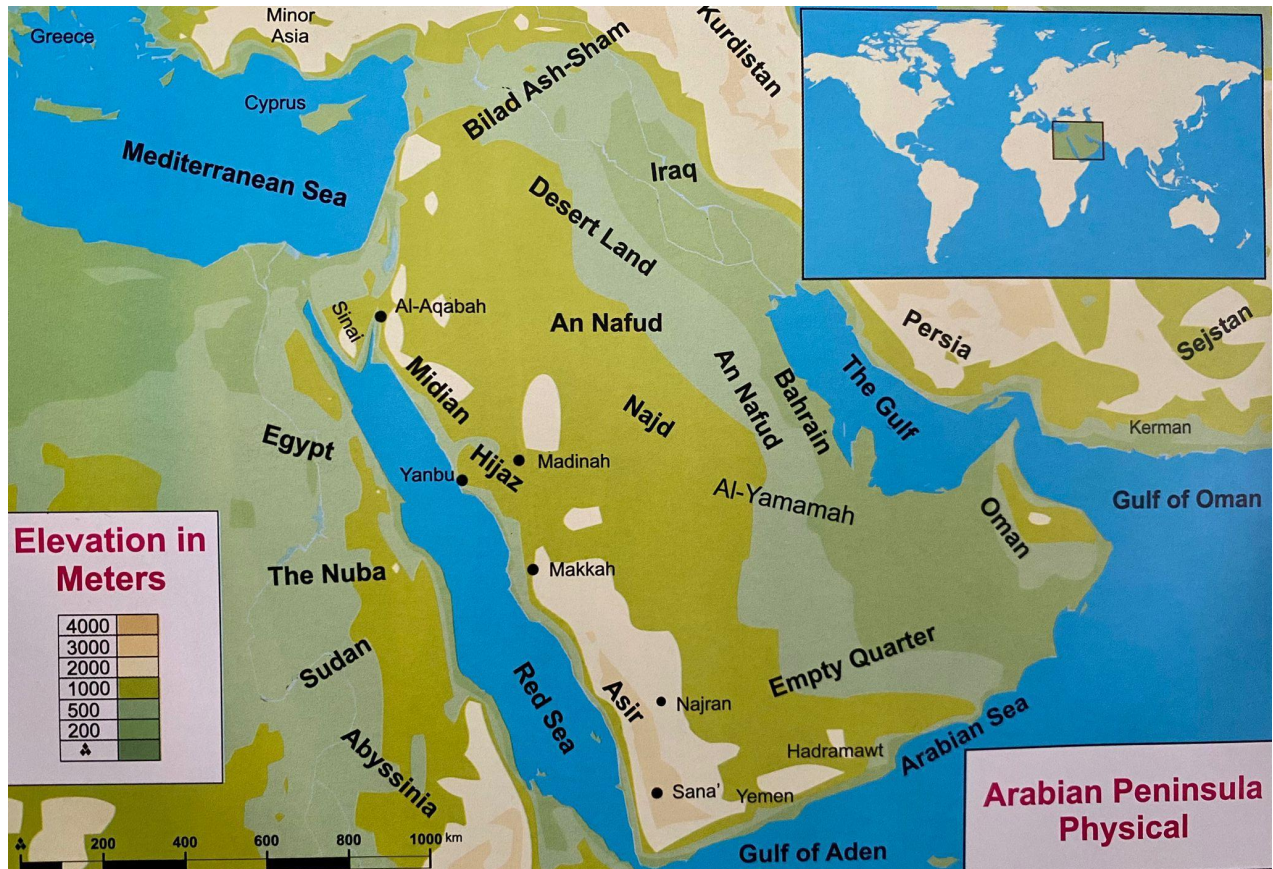 Greece
Minor
Asia
Cyprus
Mediterranean Sea
Bilad Ash-Sham
Kurdistan
Iraq
Desert Land
Sinai
Al-Aqabah
An Nafud
Midian
An Nafud
Bahrain
The Gulf
Persia
Sejstan
Kerman
Najd
Egypt
Hijaz
Madinah
Yanbu
Al-Yamamah
Oman
Gulf of Oman
Makkah
The Nuba
Sudan
Red Sea
Asir
Najran
Empty Quarter
Abyssinia
Hadramawt
Arabian Sea
Sana’
Yemen
Gulf of Aden
Elevation in
Meters
4000
3000
2000
1000
500
200
200
400
600
800
1000 km
Arabian Peninsula
Physical